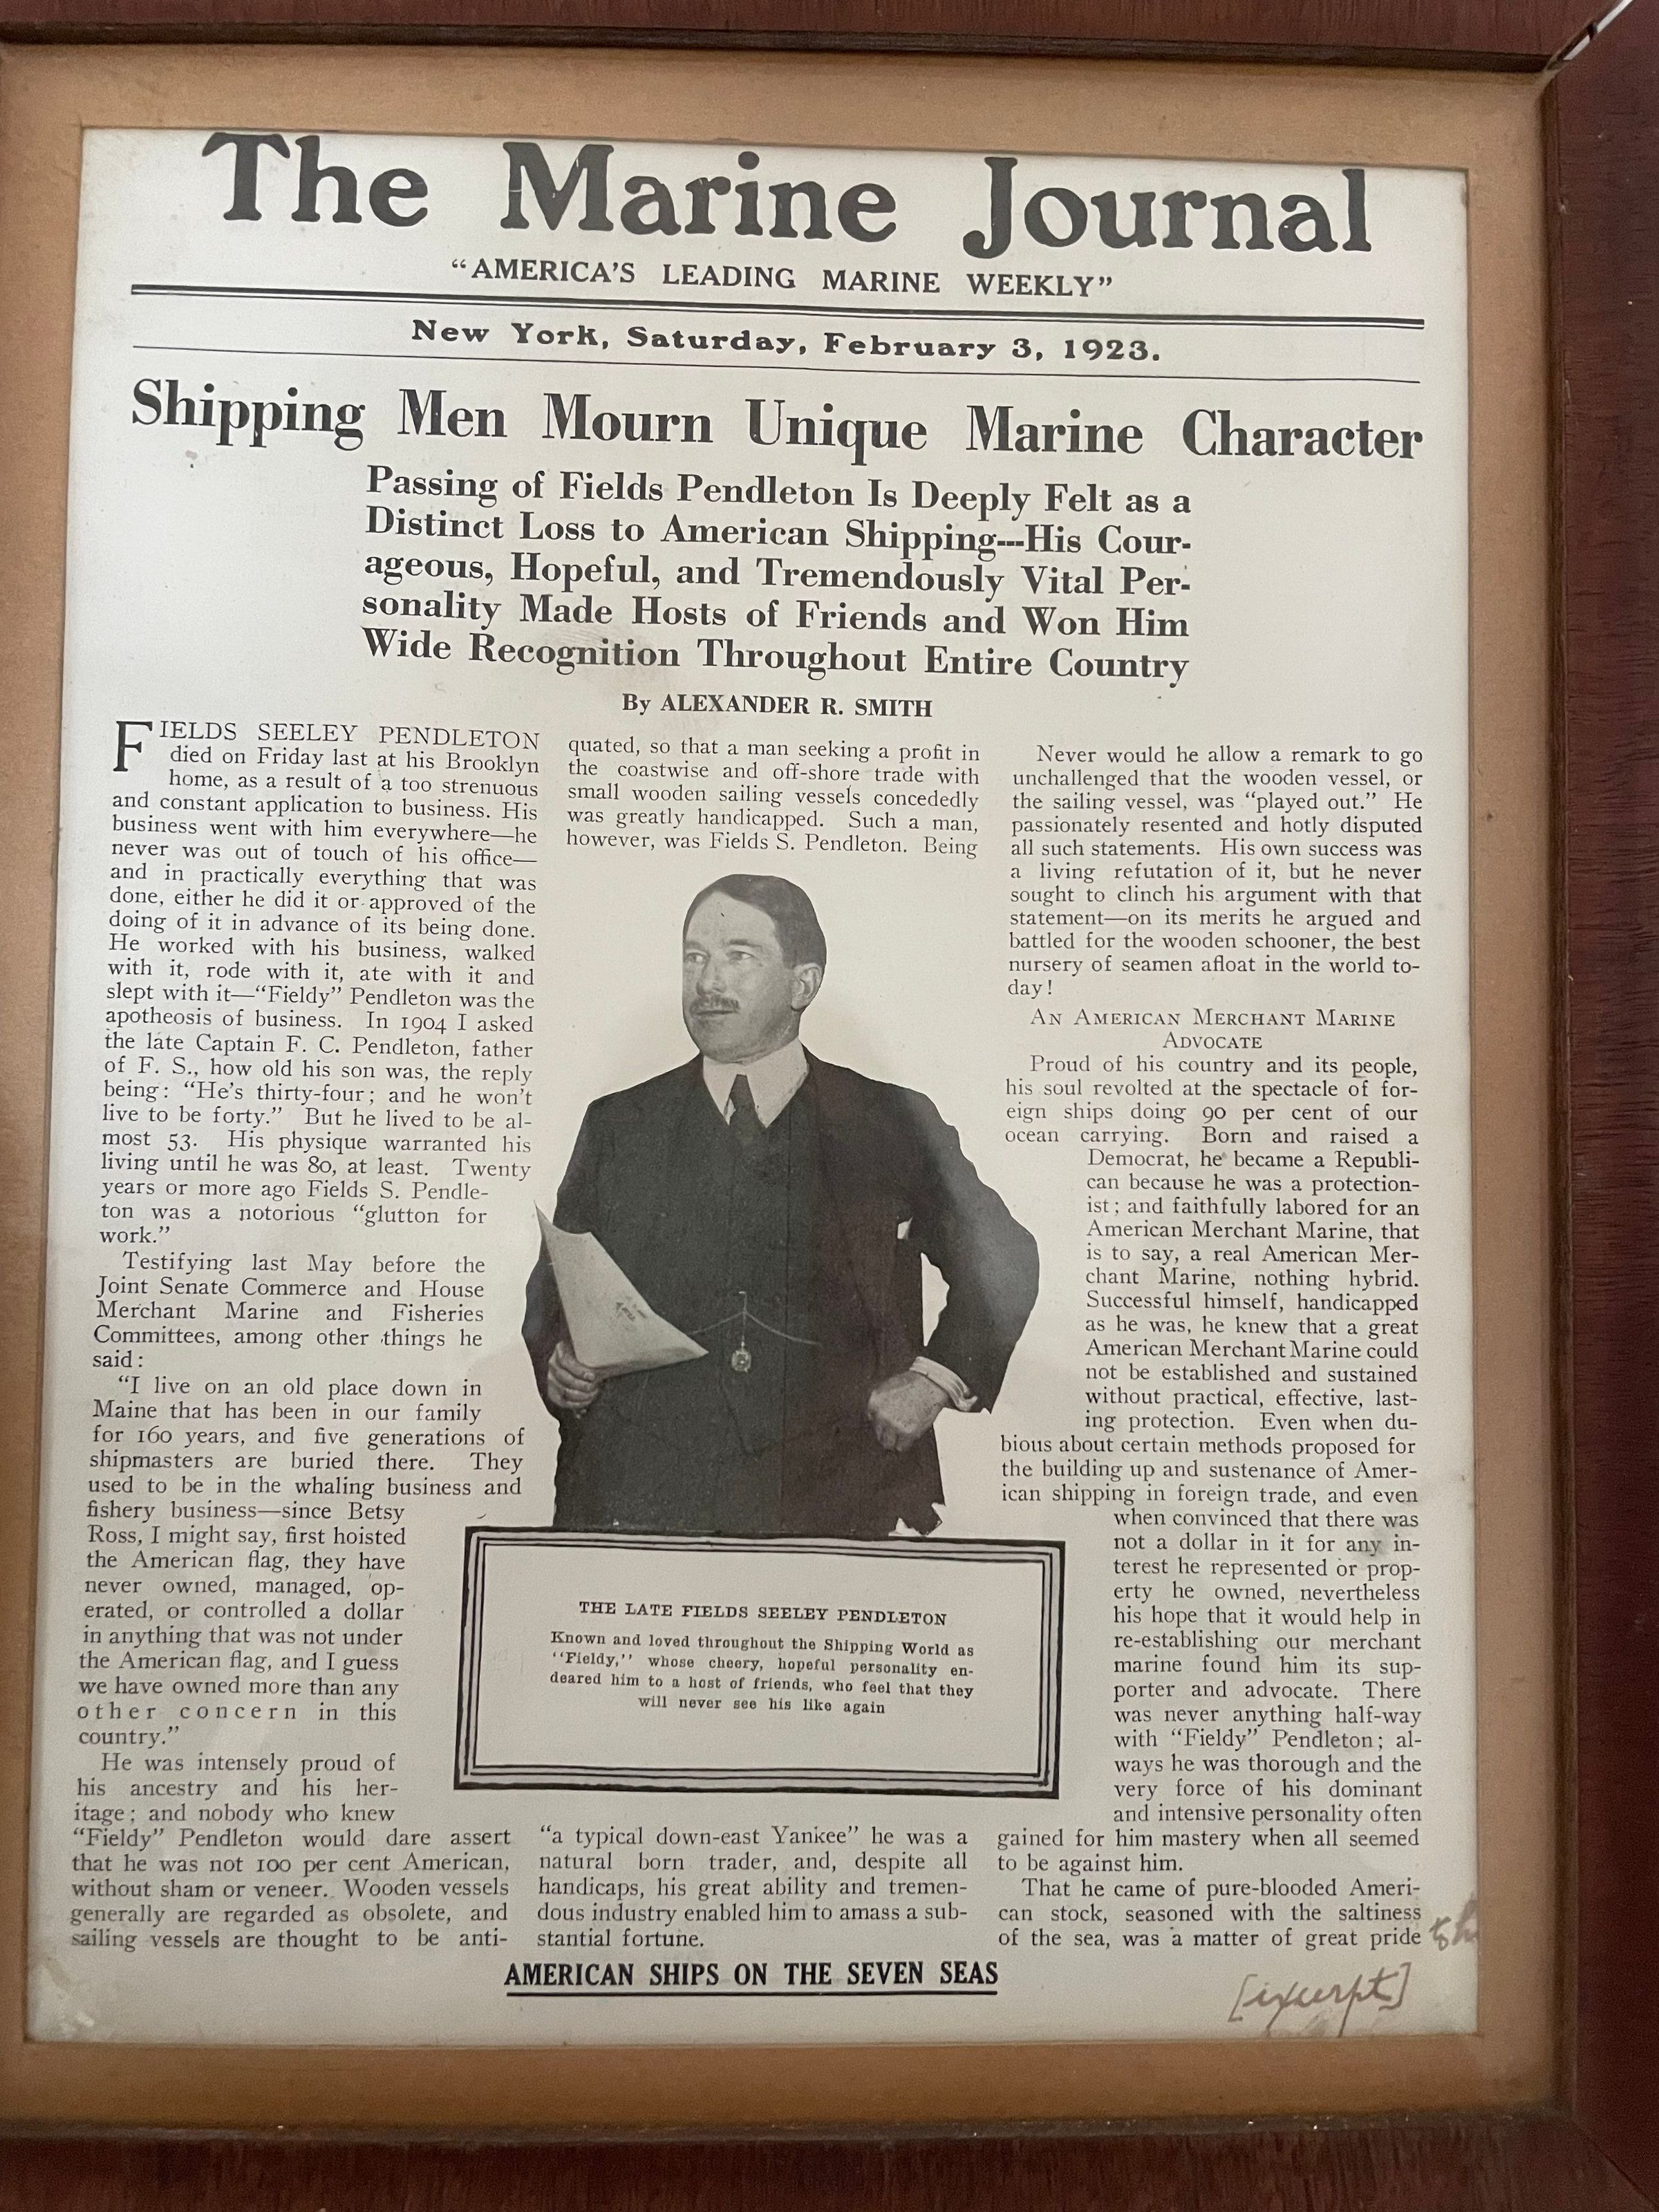 The Marine Journal
“AMERICA’S LEADING MARINE WEEKLY”
New York, Saturday, February 3, 1923.
Shipping Men Mourn Unique Marine Character
Passing of Fields Pendleton Is Deeply Felt as a
Distinct Loss to American Shipping---His Cour-
ageous, Hopeful, and Tremendously Vital Per-
sonality Made Hosts of Friends and Won Him
Wide Recognition Throughout Entire Country
By ALEXANDER R. SMITH
FIELDS SEELEY PENDLETON
died on Friday last at his Brooklyn
home, as a result of a too strenuous
and constant application to business. His
business went with him everywhere—he
never was out of touch of his office—
and in practically everything that was
done, either he did it or approved of the
doing of it in advance of its being done.
He worked with his business, walked
with it, rode with it, ate with it and
slept with it—“Fieldy” Pendleton was the
apotheosis of business. In 1904 I asked
the late Captain F. C. Pendleton, father
of F. S., how old his son was, the reply
being: “He’s thirty-four; and he won’t
live to be forty.” But he lived to be al-
most 53. His physique warranted his
living until he was 80, at least. Twenty
years or more ago Fields S. Pendle-
ton was a notorious “glutton for
work.”
Testifying last May before the
Joint Senate Commerce and House
Merchant Marine and Fisheries
Committees, among other things he
said:
“I live on an old place down in
Maine that has been in our family
for 160 years, and five generations of
shipmasters are buried there. They
used to be in the whaling business and
fishery business—since Betsy
Ross, I might say, first hoisted
the American flag, they have
never owned, managed, op-
erated, or controlled a dollar
in anything that was not under
the American flag, and I guess
we have owned more than any
other concern in this
country.”
He was intensely proud of
his ancestry and his her-
itage; and nobody who knew
“Fieldy” Pendleton would dare assert
that he was not 100 per cent American,
without sham or veneer. Wooden vessels
generally are regarded as obsolete, and
sailing vessels are thought to be anti-
quated, so that a man seeking a profit in
the coastwise and off-shore trade with
small wooden sailing vessels concededly
was greatly handicapped. Such a man,
however, was Fields S. Pendleton. Being
THE LATE FIELDS SEELEY PENDLETON
Known and loved throughout the Shipping World as
‘‘Fieldy,’’ whose cheery, hopeful personality en-
deared him to a host of friends, who feel that they
will never see his like again
“a typical down-east Yankee” he was a
natural born trader, and, despite all
handicaps, his great ability and tremen-
dous industry enabled him to amass a sub-
stantial fortune.
Never would he allow a remark to go
unchallenged that the wooden vessel, or
the sailing vessel, was “played out.” He
passionately resented and hotly disputed
all such statements. His own success was
a living refutation of it, but he never
sought to clinch his argument with that
statement—on its merits he argued and
battled for the wooden schooner, the best
nursery of seamen afloat in the world to-
day!
AN AMERICAN MERCHANT MARINE
ADVOCATE
Proud of his country and its people,
his soul revolted at the spectacle of for-
eign ships doing 90 per cent of our
ocean carrying. Born and raised a
Democrat, he became a Republi-
can because he was a protection-
ist; and faithfully labored for an
American Merchant Marine, that
is to say, a real American Mer-
chant Marine, nothing hybrid.
Successful himself, handicapped
as he was, he knew that a great
American Merchant Marine could
not be established and sustained
without practical, effective, last-
ing protection. Even when du-
bious about certain methods proposed for
the building up and sustenance of Amer-
ican shipping in foreign trade, and even
when convinced that there was
not a dollar in it for any in-
terest he represented or prop-
erty he owned, nevertheless
his hope that it would help in
re-establishing our merchant
marine found him its sup-
porter and advocate. There
was never anything half-way
with “Fieldy” Pendleton; al-
ways he was thorough and the
very force of his dominant
and intensive personality often
gained for him mastery when all seemed
to be against him.
That he came of pure-blooded Ameri-
can stock, seasoned with the saltiness
of the sea, was a matter of great pride
AMERICAN SHIPS ON THE SEVEN SEAS